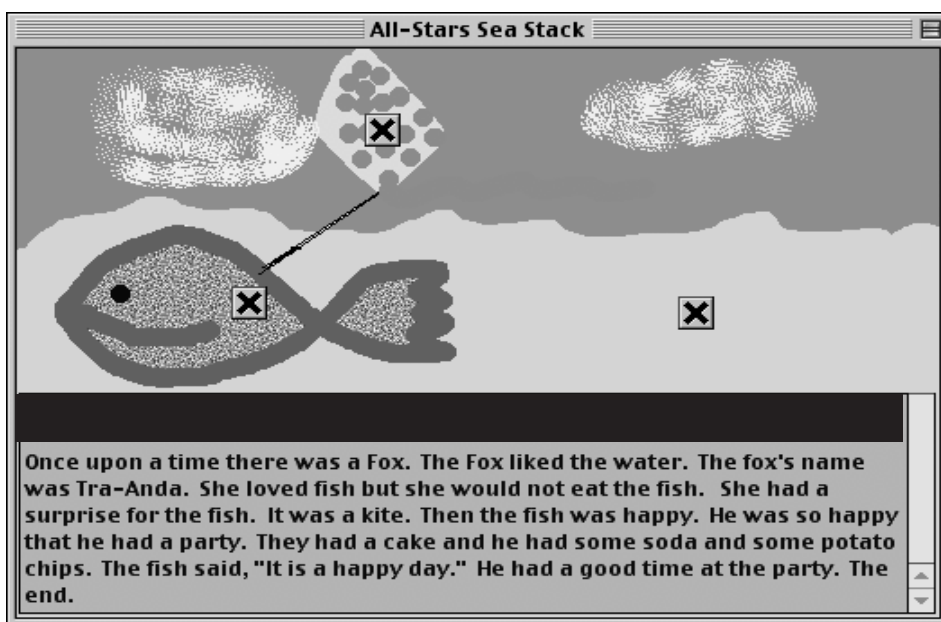 All-Stars Sea Stack
Once upon a time there was a Fox. The Fox liked the water. The fox's name
was Tra-Anda. She loved fish but she would not eat the fish. She had a
surprise for the fish. It was a kite. Then the fish was happy. He was so happy
that he had a party. They had a cake and he had some soda and some potato
chips. The fish said, "It is a happy day." He had a good time at the party. The
end.